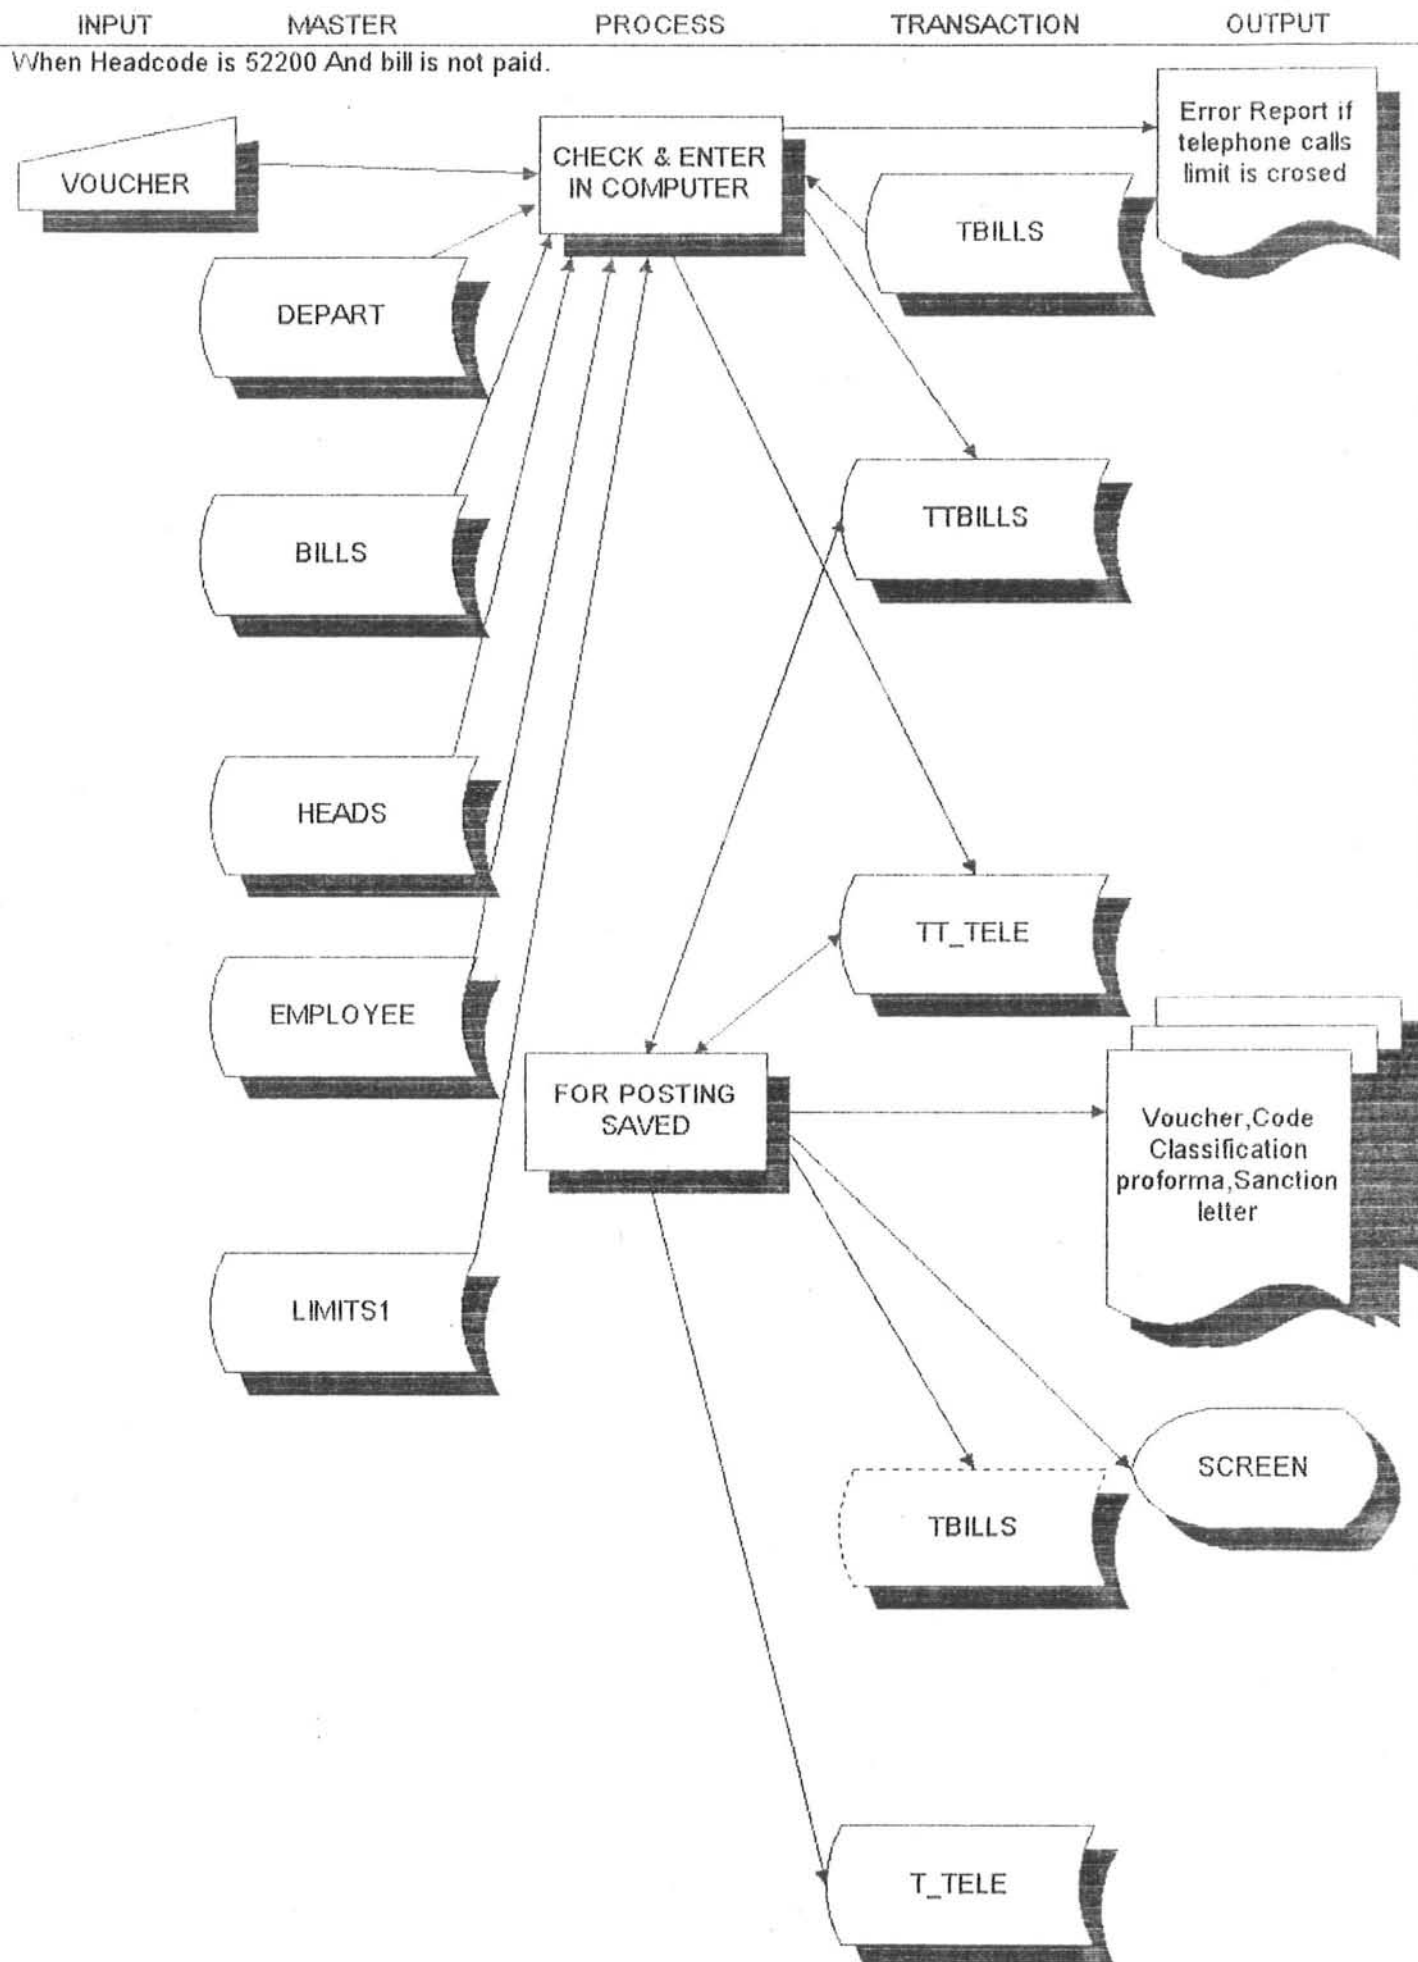 INPUT MASTER PROCESS TRANSACTION OUTPUT
When Headcode is 52200 And bill is not paid.
VOUCHER
CHECK & ENTER
IN COMPUTER
Error Report if
telephone calls
limit is crosed
TBILLS
DEPART
BILLS
TTBILLS
HEADS
TT_TELE
EMPLOYEE
FOR POSTING
SAVED
Voucher,Code
Classification
proforma,Sanction
letter
LIMITS1
SCREEN
TBILLS
T_TELE